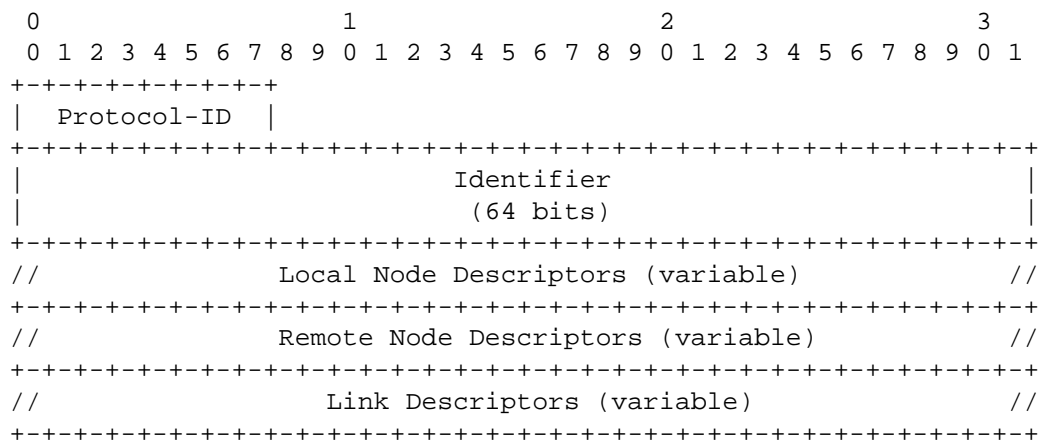 0                   1                   2                   3
 0 1 2 3 4 5 6 7 8 9 0 1 2 3 4 5 6 7 8 9 0 1 2 3 4 5 6 7 8 9 0 1
+-+-+-+-+-+-+-+-+
|  Protocol-ID  |
+-+-+-+-+-+-+-+-+-+-+-+-+-+-+-+-+-+-+-+-+-+-+-+-+-+-+-+-+-+-+-+-+
|                           Identifier                          |
|                            (64 bits)                          |
+-+-+-+-+-+-+-+-+-+-+-+-+-+-+-+-+-+-+-+-+-+-+-+-+-+-+-+-+-+-+-+-+
//               Local Node Descriptors (variable)             //
+-+-+-+-+-+-+-+-+-+-+-+-+-+-+-+-+-+-+-+-+-+-+-+-+-+-+-+-+-+-+-+-+
//               Remote Node Descriptors (variable)            //
+-+-+-+-+-+-+-+-+-+-+-+-+-+-+-+-+-+-+-+-+-+-+-+-+-+-+-+-+-+-+-+-+
//                  Link Descriptors (variable)                //
+-+-+-+-+-+-+-+-+-+-+-+-+-+-+-+-+-+-+-+-+-+-+-+-+-+-+-+-+-+-+-+-+